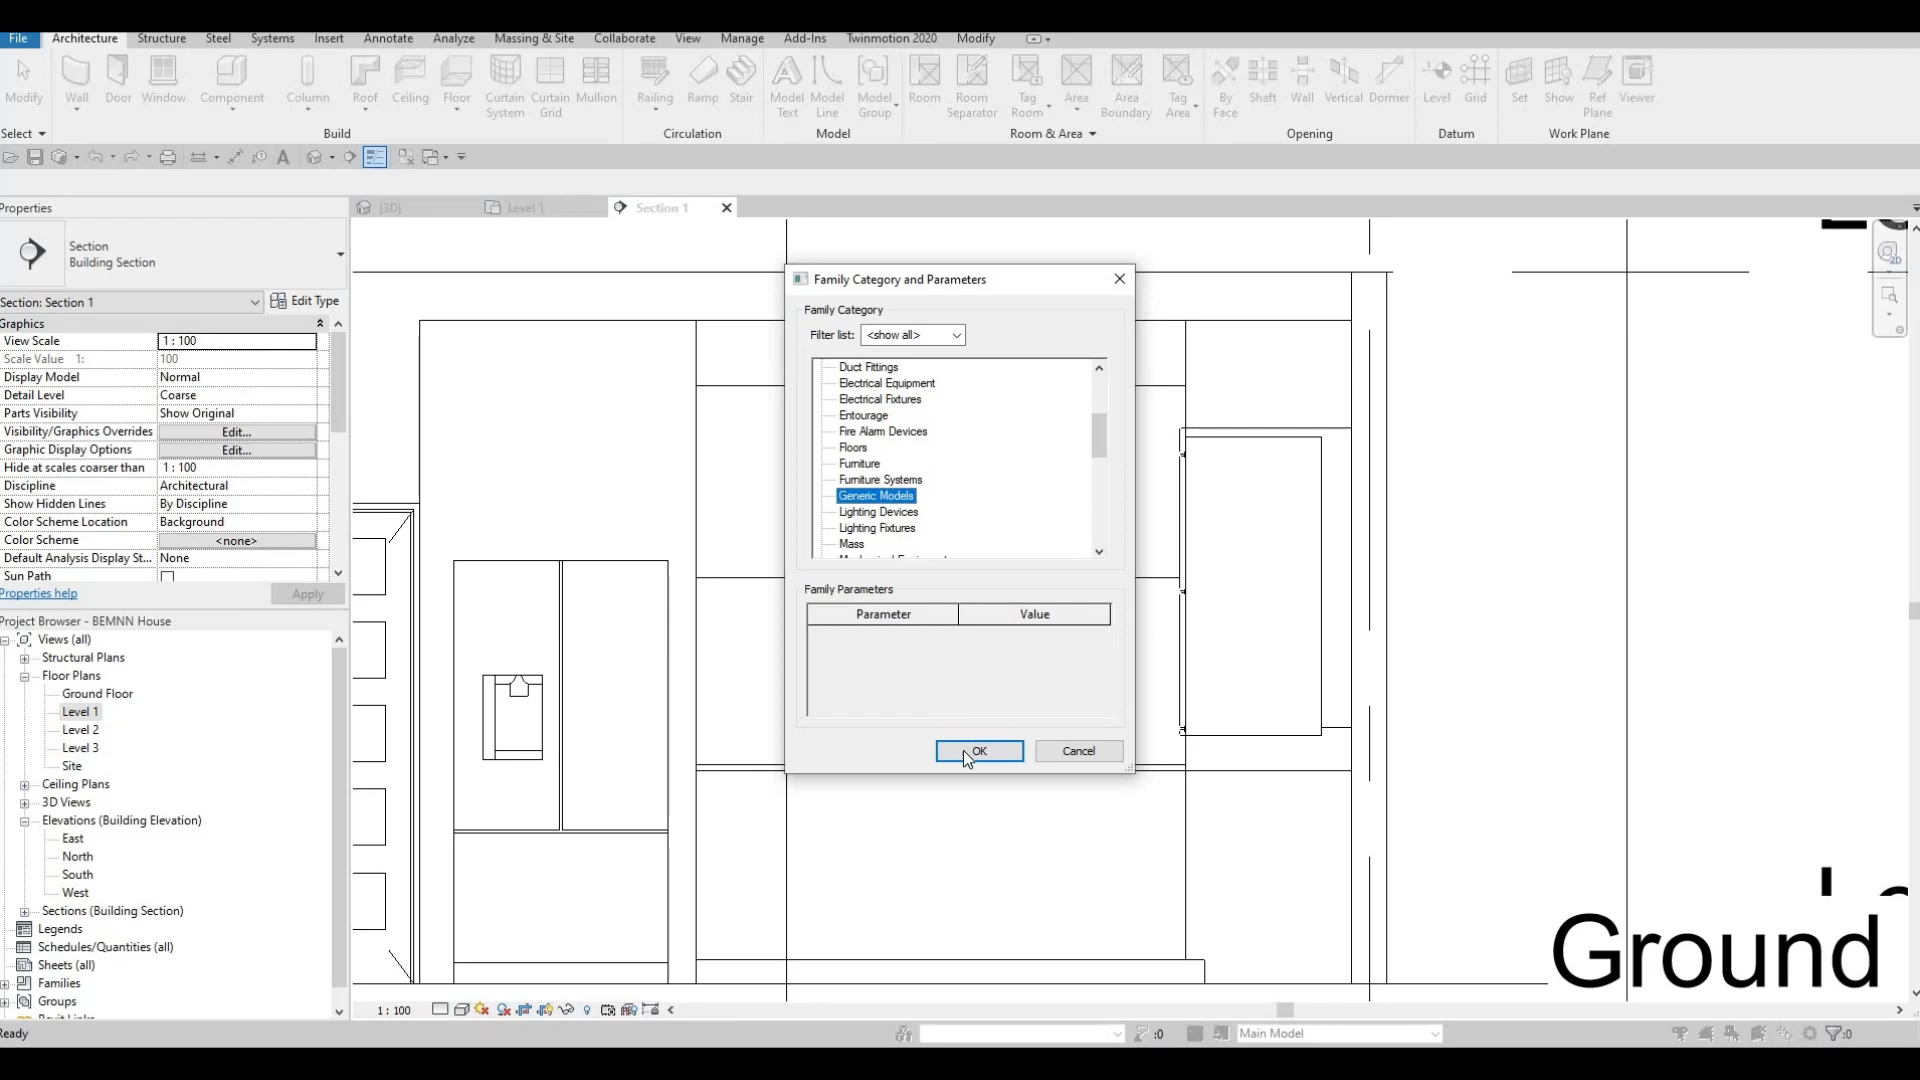 File Architecture Structure Steel Systems Insert Annotate Analyze Massing & Site Collaborate View Manage Add-Ins Twinmotion 2020 Modify
Modify Wall Door Window Component Column Roof Ceiling Floor Curtain System Curtain Grid Mullion Railing Ramp Stair Model Text Model Line Model Group Room Room Separator Tag Room Area Area Boundary Tag Area By Face Shaft Wall Vertical Dormer Level Grid Set Show Ref Plane Viewer
Select Build Circulation Model Room & Area Opening Datum Work Plane
Properties
{3D} Level 1 Section 1
Section
Building Section
Section: Section 1 Edit Type
Graphics
View Scale 1 : 100
Scale Value 1: 100
Display Model Normal
Detail Level Coarse
Parts Visibility Show Original
Visibility/Graphics Overrides Edit...
Graphic Display Options Edit...
Hide at scales coarser than 1 : 100
Discipline Architectural
Show Hidden Lines By Discipline
Color Scheme Location Background
Color Scheme <none>
Default Analysis Display St... None
Sun Path
Properties help Apply
Project Browser - BEMNN House
Views (all)
Structural Plans
Floor Plans
Ground Floor
Level 1
Level 2
Level 3
Site
Ceiling Plans
3D Views
Elevations (Building Elevation)
East
North
South
West
Sections (Building Section)
Legends
Schedules/Quantities (all)
Sheets (all)
Families
Groups
Family Category and Parameters
Family Category
Filter list: <show all>
Duct Fittings
Electrical Equipment
Electrical Fixtures
Entourage
Fire Alarm Devices
Floors
Furniture
Furniture Systems
Generic Models
Lighting Devices
Lighting Fixtures
Mass
Family Parameters
Parameter Value
OK Cancel
2D
Ground
1 : 100
Ready :0 Main Model :0